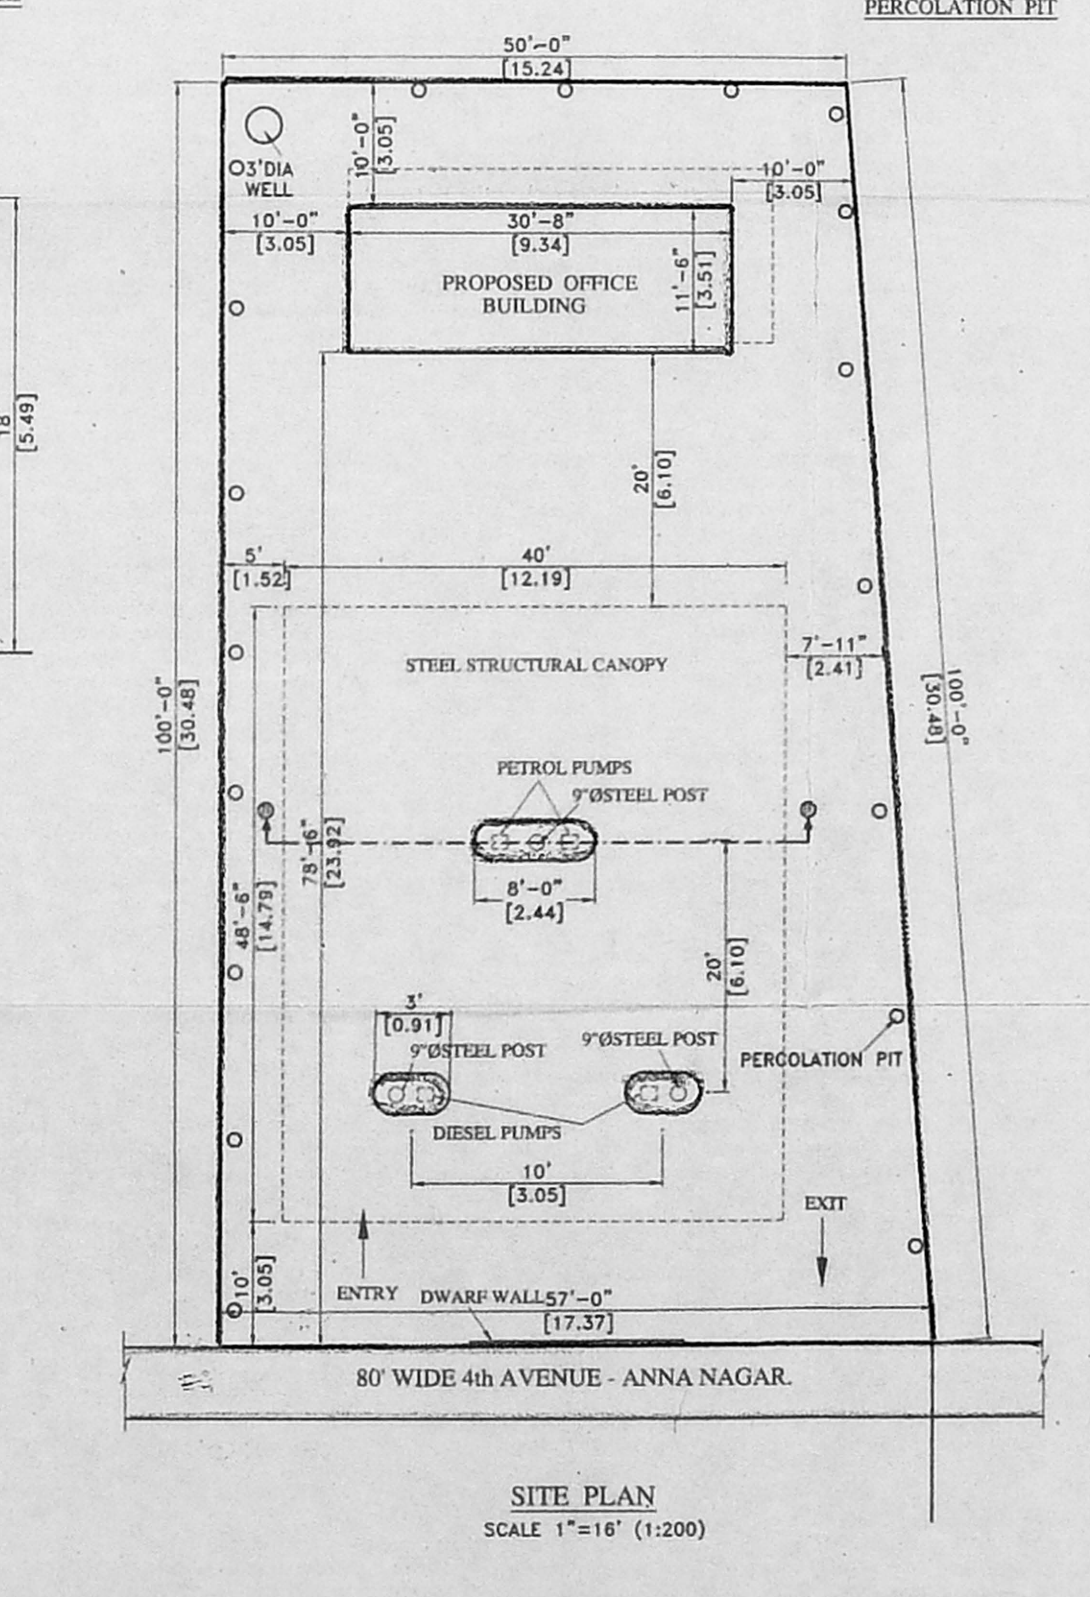 PERCOLATION PIT
50'-0"
[15.24]
10'-0"
[3.05]
3'DIA
WELL
10'-0"
[3.05]
10'-0"
[3.05]
30'-8"
[9.34]
11'-6"
[3.51]
PROPOSED OFFICE
BUILDING
18
[5.49]
20'
[6.10]
5'
[1.52]
40'
[12.19]
STEEL STRUCTURAL CANOPY
7'-11"
[2.41]
100'-0"
[30.48]
100'-0"
[30.48]
PETROL PUMPS
9"ØSTEEL POST
78'-6"
[23.92]
8'-0"
[2.44]
48'-6"
[14.79]
20'
[6.10]
3'
[0.91]
9"ØSTEEL POST
9"ØSTEEL POST
PERCOLATION PIT
DIESEL PUMPS
10'
[3.05]
EXIT
10'
[3.05]
ENTRY
DWARF WALL
57'-0"
[17.37]
80' WIDE 4th AVENUE - ANNA NAGAR.
SITE PLAN
SCALE 1"=16' (1:200)